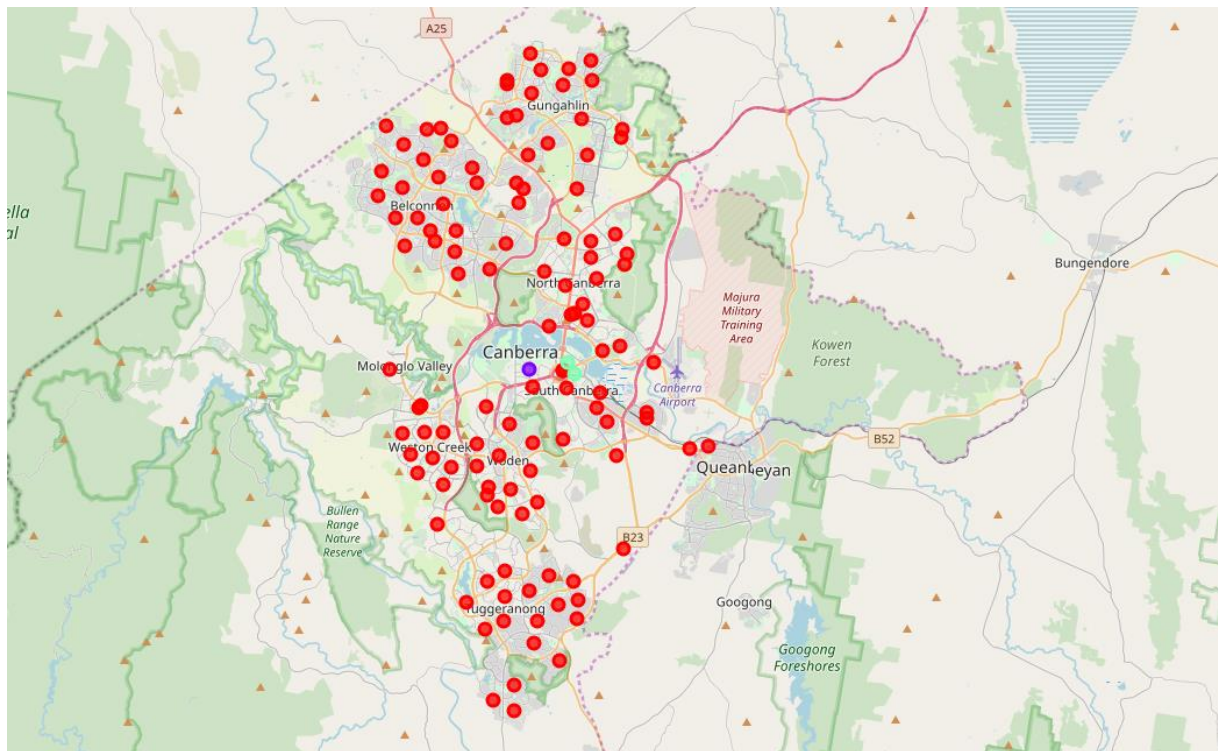 A25
Gungahlin
ella
al
Belconnen
Bungendore
North Canberra
Majura
Military
Training
Area
Kowen
Forest
Canberra
Molonglo Valley
South Canberra
Canberra
Airport
B52
Weston Creek
Woden
Queanbeyan
Bullen
Range
Nature
Reserve
B23
Tuggeranong
Googong
Googong
Foreshores